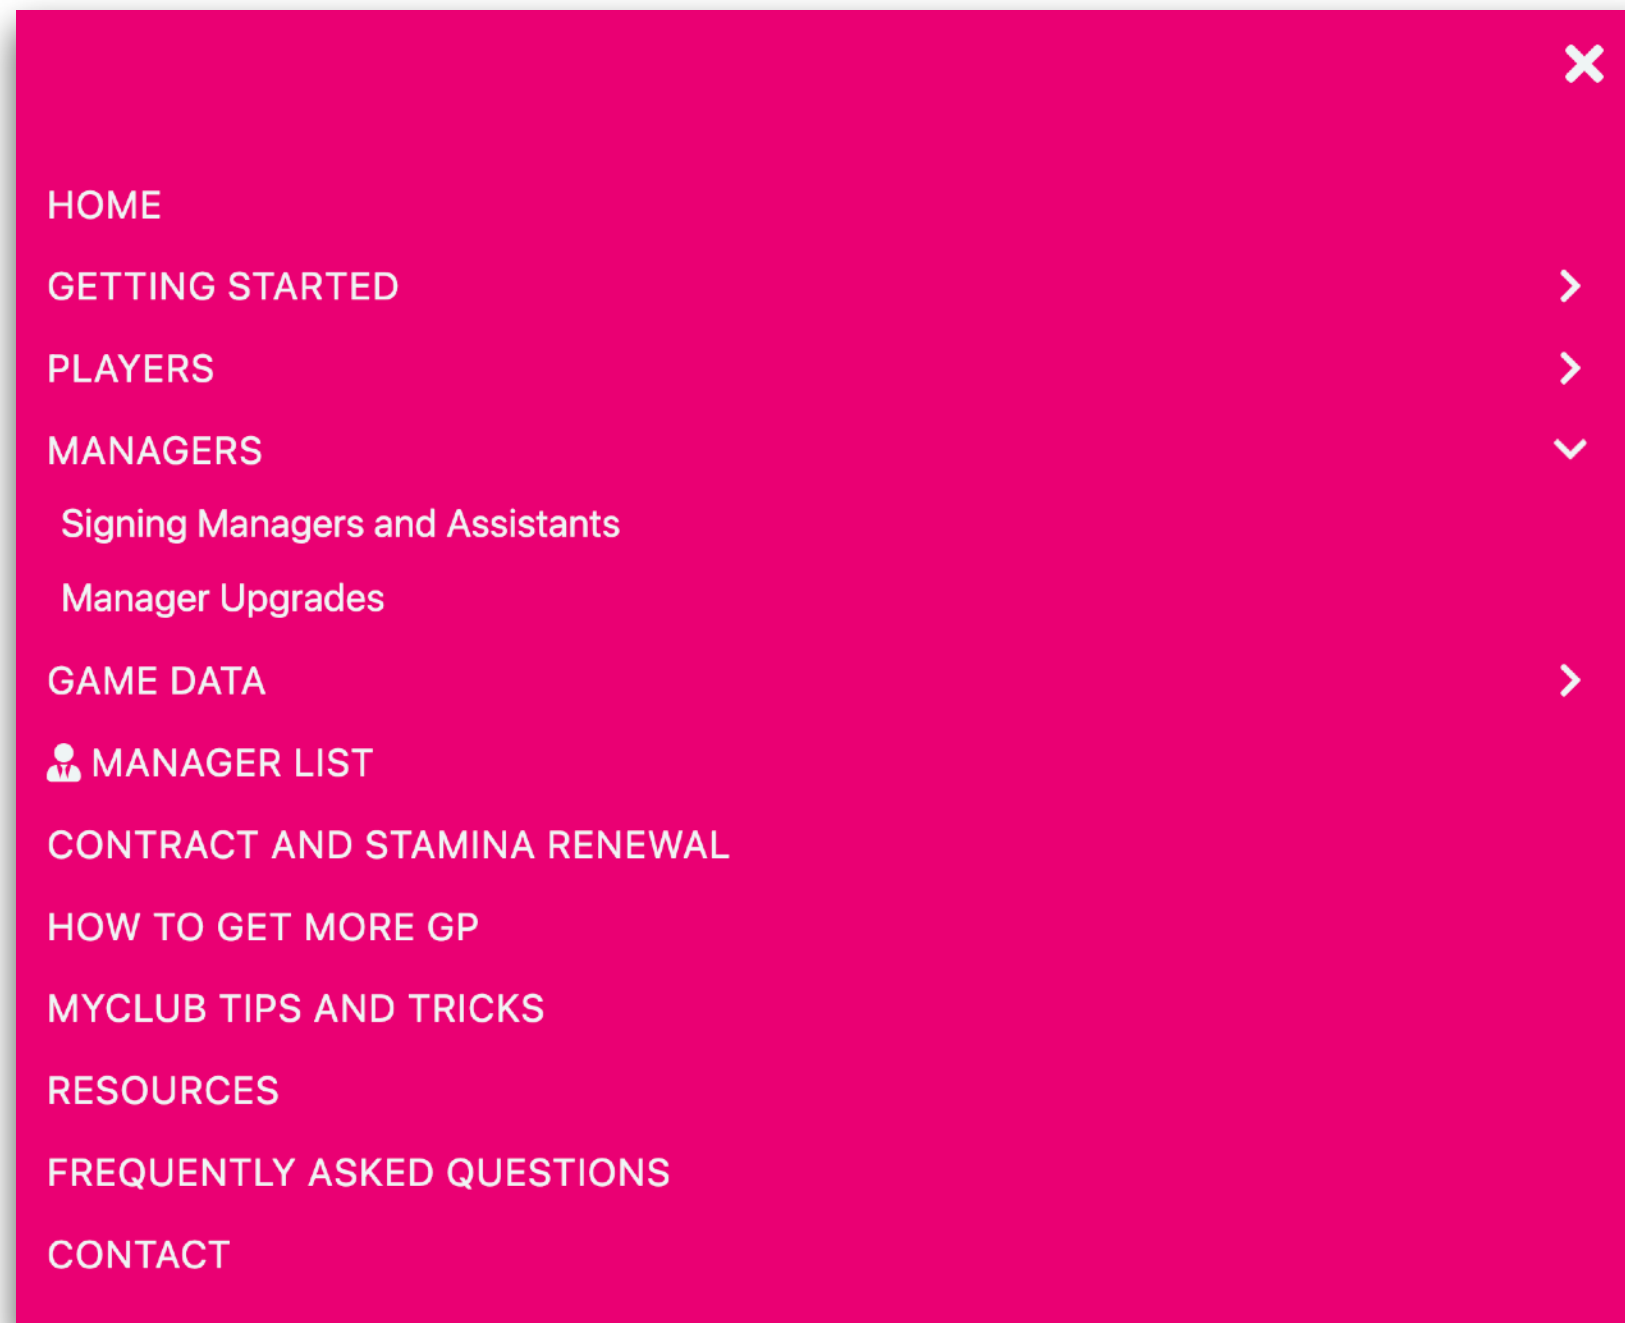 HOME
GETTING STARTED
PLAYERS
MANAGERS
Signing Managers and Assistants
Manager Upgrades
GAME DATA
MANAGER LIST
CONTRACT AND STAMINA RENEWAL
HOW TO GET MORE GP
MYCLUB TIPS AND TRICKS
RESOURCES
FREQUENTLY ASKED QUESTIONS
CONTACT